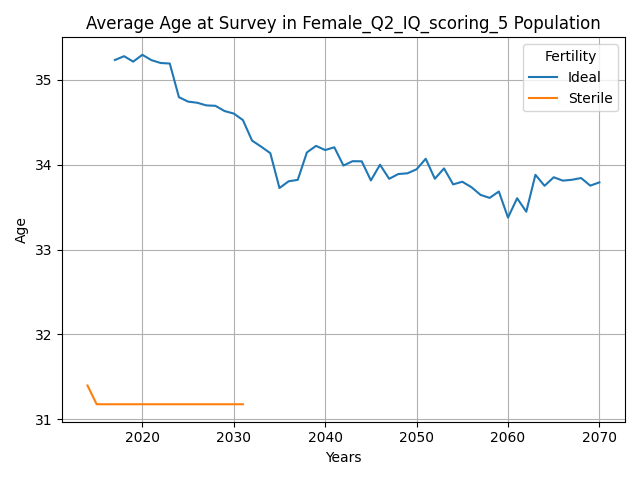 Average Age at Survey in Female_Q2_IQ_scoring_5 Population
Fertility
Ideal
Sterile
Age
35
34
33
32
31
2020
2030
2040
2050
2060
2070
Years